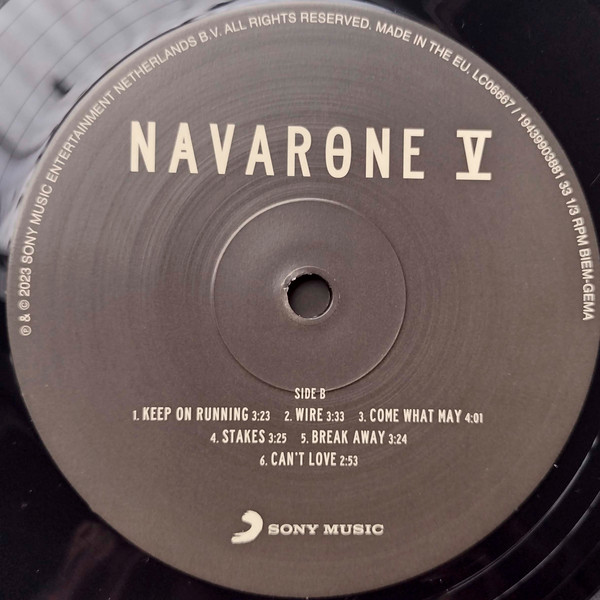 ℗ & © 2023 SONY MUSIC ENTERTAINMENT NETHERLANDS B.V. ALL RIGHTS RESERVED. MADE IN THE EU. LC06667 / 19439903881 33 1/3 RPM BIEM-GEMA
NAVARONE V
SIDE B
1. KEEP ON RUNNING 3:23 2. WIRE 3:33 3. COME WHAT MAY 4:01
4. STAKES 3:25 5. BREAK AWAY 3:24
6. CAN'T LOVE 2:53
SONY MUSIC